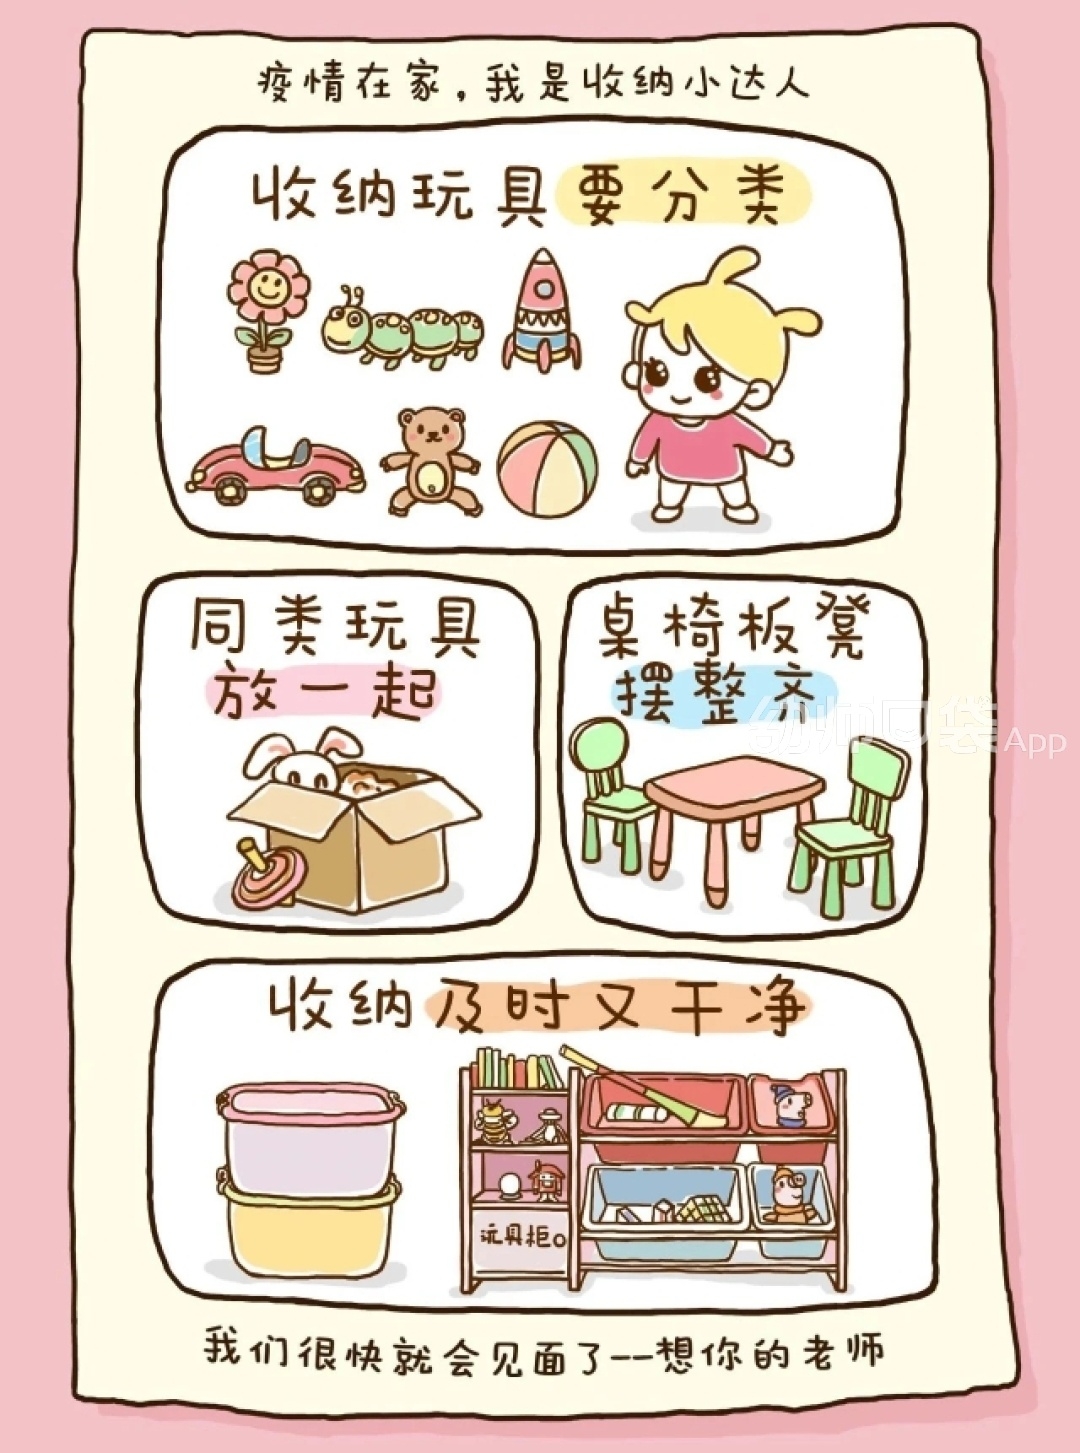 疫情在家，我是收纳小达人
收纳玩具要分类
同类玩具
放一起
桌椅板凳
摆整齐
幼师口袋App
收纳及时又干净
玩具柜
我们很快就会见面了--想你的老师